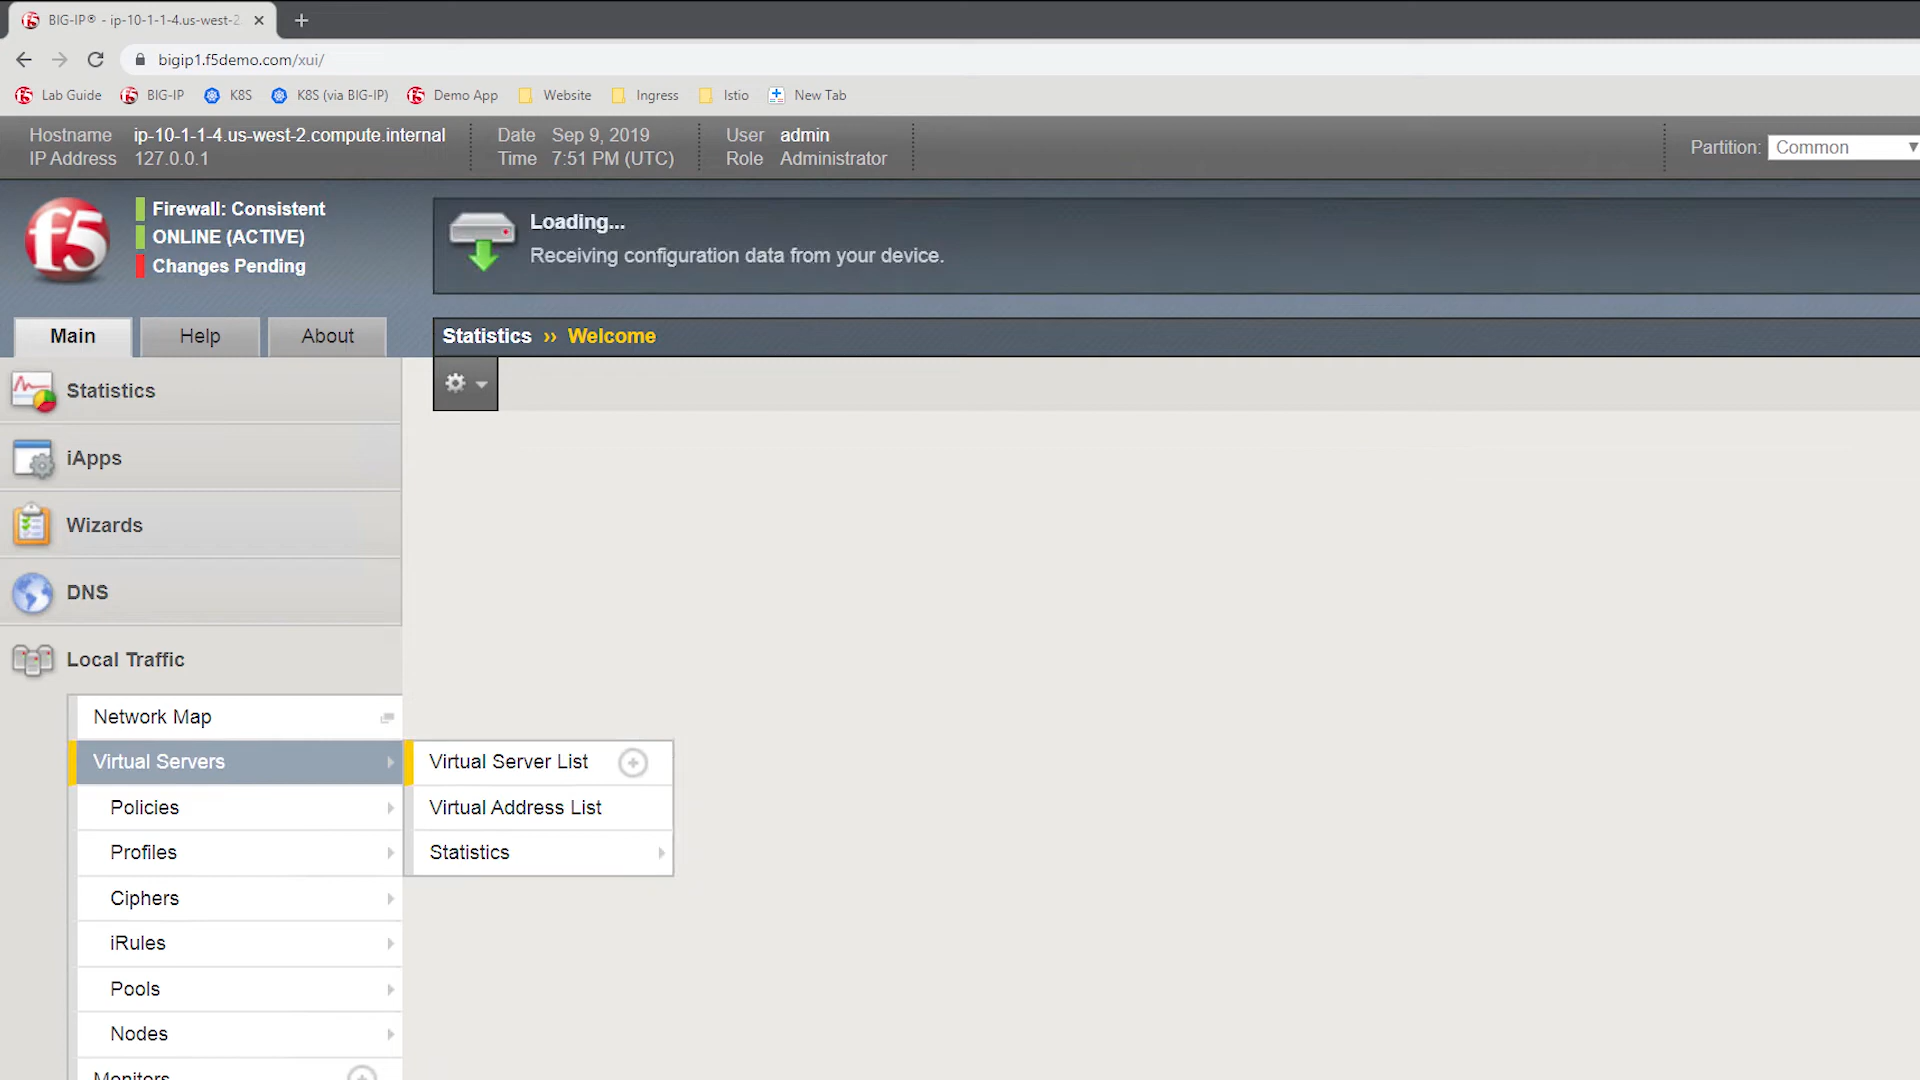 BIG-IP® - ip-10-1-1-4.us-west-2
bigip1.f5demo.com/xui/
Lab Guide BIG-IP K8S K8S (via BIG-IP) Demo App Website Ingress Istio New Tab
Hostname ip-10-1-1-4.us-west-2.compute.internal Date Sep 9, 2019 User admin
IP Address 127.0.0.1 Time 7:51 PM (UTC) Role Administrator
Partition: Common
f5
Firewall: Consistent
ONLINE (ACTIVE)
Changes Pending
Loading...
Receiving configuration data from your device.
Main Help About
Statistics ›› Welcome
Statistics
iApps
Wizards
DNS
Local Traffic
Network Map
Virtual Servers
Policies
Profiles
Ciphers
iRules
Pools
Nodes
Monitors
Virtual Server List
Virtual Address List
Statistics